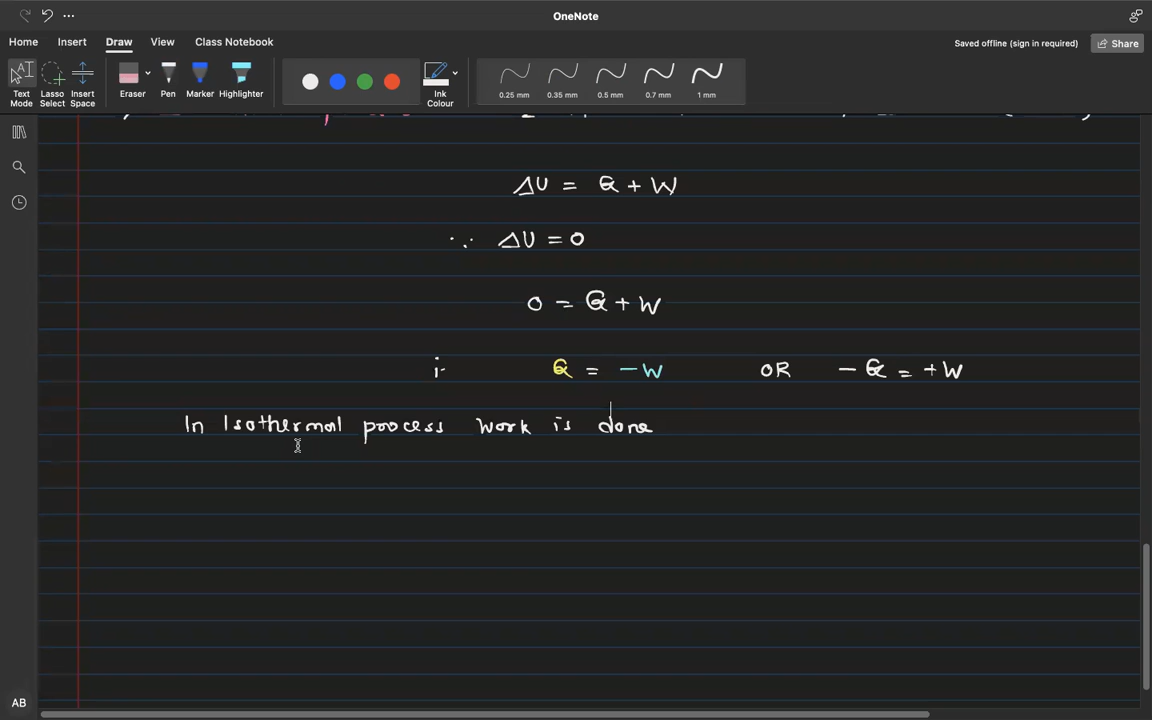 OneNote
Home Insert Draw View Class Notebook
Saved offline (sign in required) Share
Text Mode Lasso Select Insert Space Eraser Pen Marker Highlighter Ink Colour 0.25 mm 0.35 mm 0.5 mm 0.7 mm 1 mm
ΔU = Q + W
∵ ΔU = 0
0 = Q + W
Q = -W OR -Q = +W
In Isothermal process work is done
AB